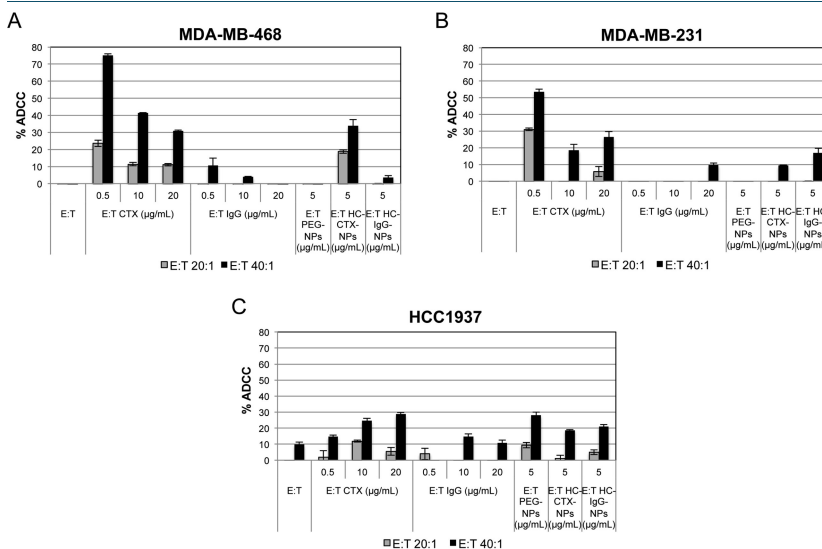 A
MDA-MB-468
% ADCC
80
70
60
50
40
30
20
10
0
0.5 10 20 0.5 10 20 5 5 5
E:T E:T CTX (µg/mL) E:T IgG (µg/mL) E:T PEG-NPs (µg/mL) E:T HC-CTX-NPs (µg/mL) E:T HC-IgG-NPs (µg/mL)
E:T 20:1 E:T 40:1
B
MDA-MB-231
% ADCC
80
70
60
50
40
30
20
10
0
0.5 10 20 0.5 10 20 5 5 5
E:T E:T CTX (µg/mL) E:T IgG (µg/mL) E:T PEG-NPs (µg/mL) E:T HC-CTX-NPs (µg/mL) E:T HC-IgG-NPs (µg/mL)
E:T 20:1 E:T 40:1
C
HCC1937
% ADCC
80
70
60
50
40
30
20
10
0
0.5 10 20 0.5 10 20 5 5 5
E:T E:T CTX (µg/mL) E:T IgG (µg/mL) E:T PEG-NPs (µg/mL) E:T HC-CTX-NPs (µg/mL) E:T HC-IgG-NPs (µg/mL)
E:T 20:1 E:T 40:1